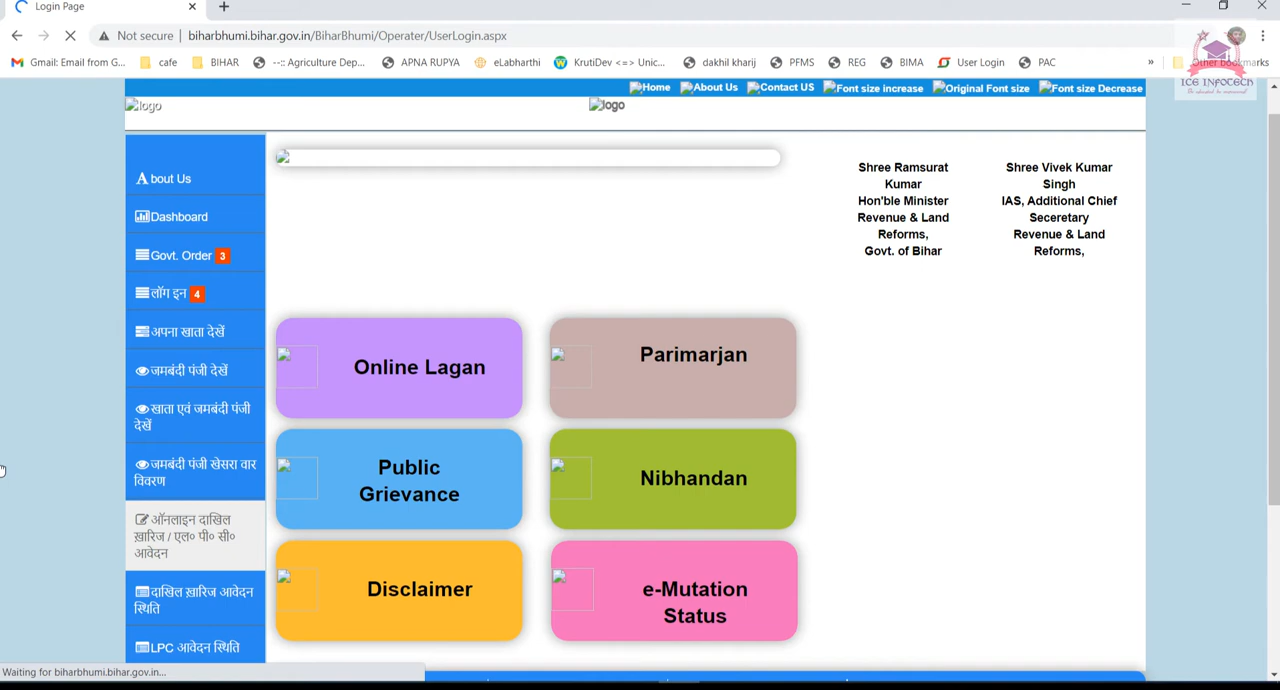 Login Page
Not secure | biharbhumi.bihar.gov.in/BiharBhumi/Operater/UserLogin.aspx
Gmail: Email from G... cafe BIHAR --:: Agriculture Dep... APNA RUPYA eLabharthi KrutiDev <=> Unic... dakhil kharij PFMS REG BIMA User Login PAC » Other bookmarks
ICE INFOTECH
Home About Us Contact US Font size increase Original Font size Font size Decrease
logo logo
About Us
Dashboard
Govt. Order 3
लॉग इन 4
अपना खाता देखें
जमबंदी पंजी देखें
खाता एवं जमबंदी पंजी
देखें
जमबंदी पंजी खेसरा वार
विवरण
ऑनलाइन दाखिल
ख़ारिज / एल० पी० सी०
आवेदन
दाखिल ख़ारिज आवेदन
स्थिति
LPC आवेदन स्थिति
Shree Ramsurat
Kumar
Hon'ble Minister
Revenue & Land
Reforms,
Govt. of Bihar
Shree Vivek Kumar
Singh
IAS, Additional Chief
Seceretary
Revenue & Land
Reforms,
Online Lagan
Parimarjan
Public
Grievance
Nibhandan
Disclaimer
e-Mutation
Status
Waiting for biharbhumi.bihar.gov.in...